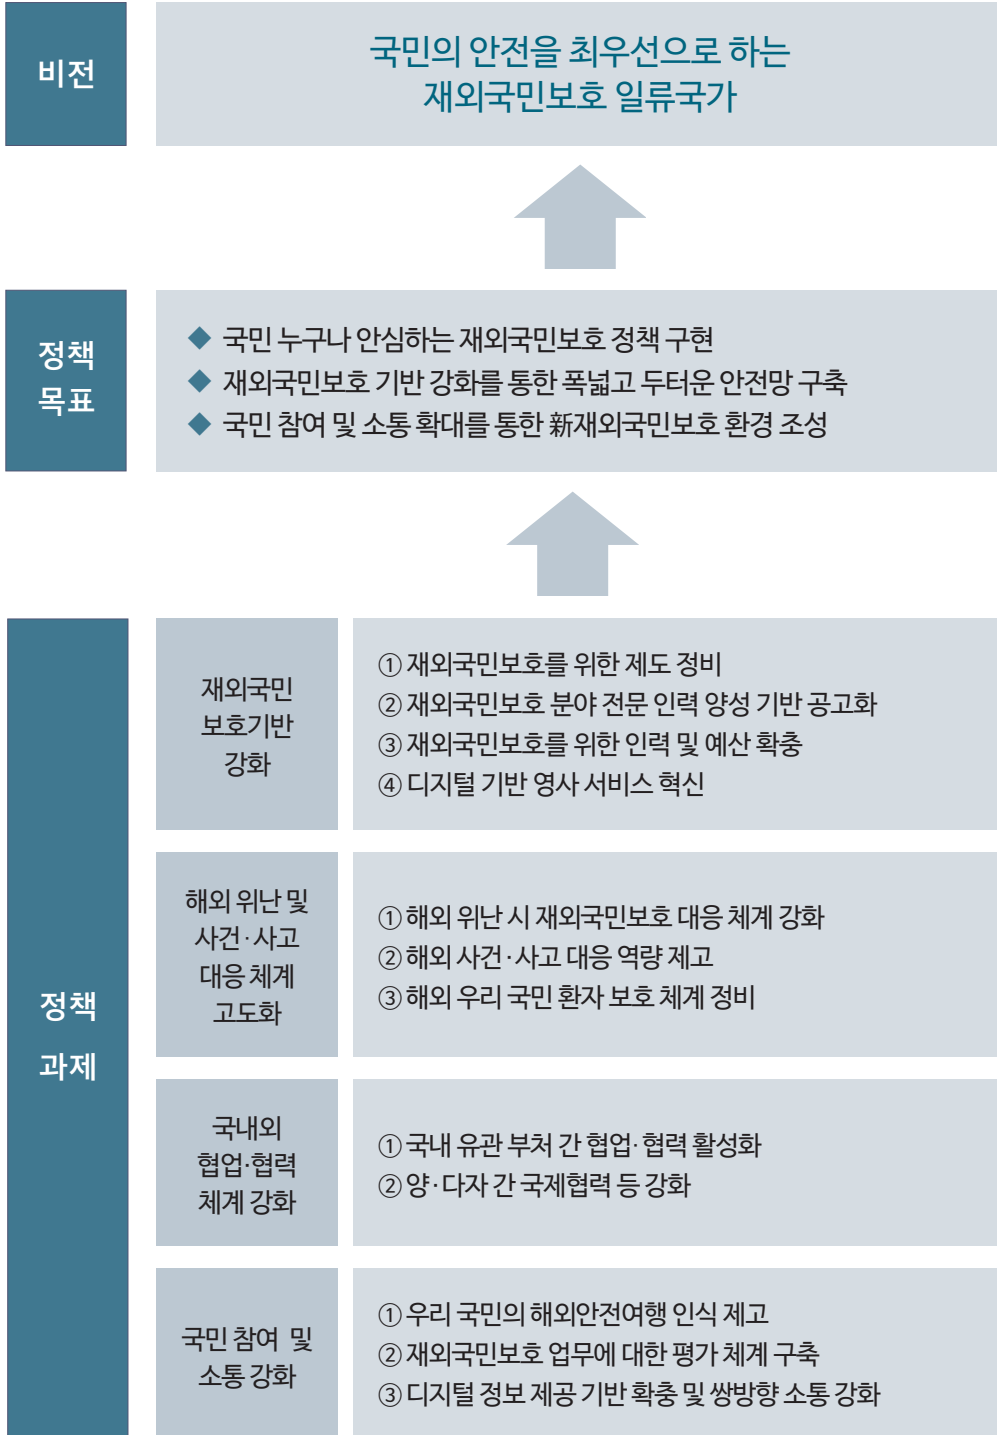 비전
국민의 안전을 최우선으로 하는
재외국민보호 일류국가
정책
목표
◆ 국민 누구나 안심하는 재외국민보호 정책 구현
◆ 재외국민보호 기반 강화를 통한 폭넓고 두터운 안전망 구축
◆ 국민 참여 및 소통 확대를 통한 新재외국민보호 환경 조성
정책
과제
재외국민
보호기반
강화
① 재외국민보호를 위한 제도 정비
② 재외국민보호 분야 전문 인력 양성 기반 공고화
③ 재외국민보호를 위한 인력 및 예산 확충
④ 디지털 기반 영사 서비스 혁신
해외 위난 및
사건·사고
대응 체계
고도화
① 해외 위난 시 재외국민보호 대응 체계 강화
② 해외 사건·사고 대응 역량 제고
③ 해외 우리 국민 환자 보호 체계 정비
국내외
협업·협력
체계 강화
① 국내 유관 부처 간 협업·협력 활성화
② 양·다자 간 국제협력 등 강화
국민 참여 및
소통 강화
① 우리 국민의 해외안전여행 인식 제고
② 재외국민보호 업무에 대한 평가 체계 구축
③ 디지털 정보 제공 기반 확충 및 쌍방향 소통 강화